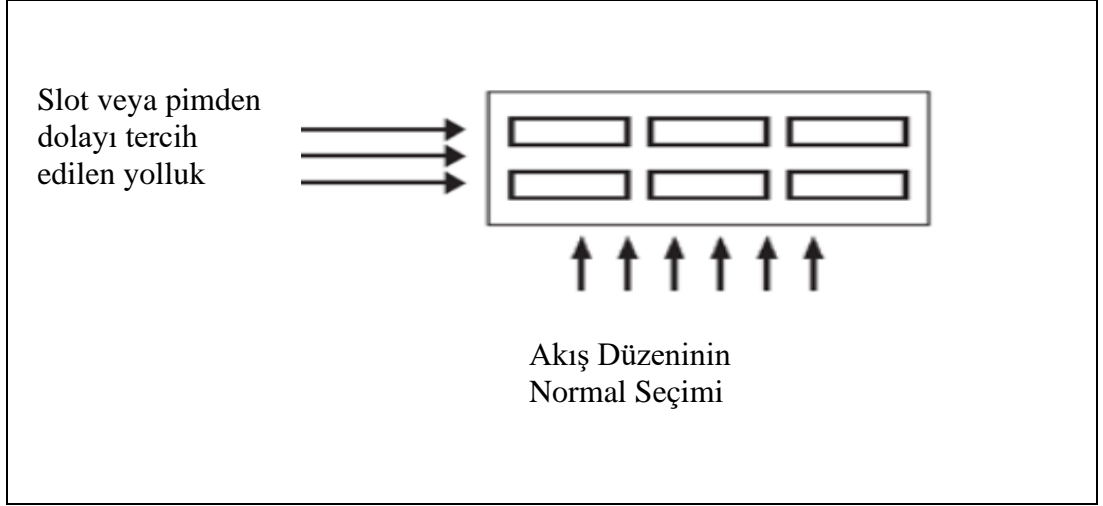 Slot veya pimden
dolayı tercih
edilen yolluk
Akış Düzeninin
Normal Seçimi